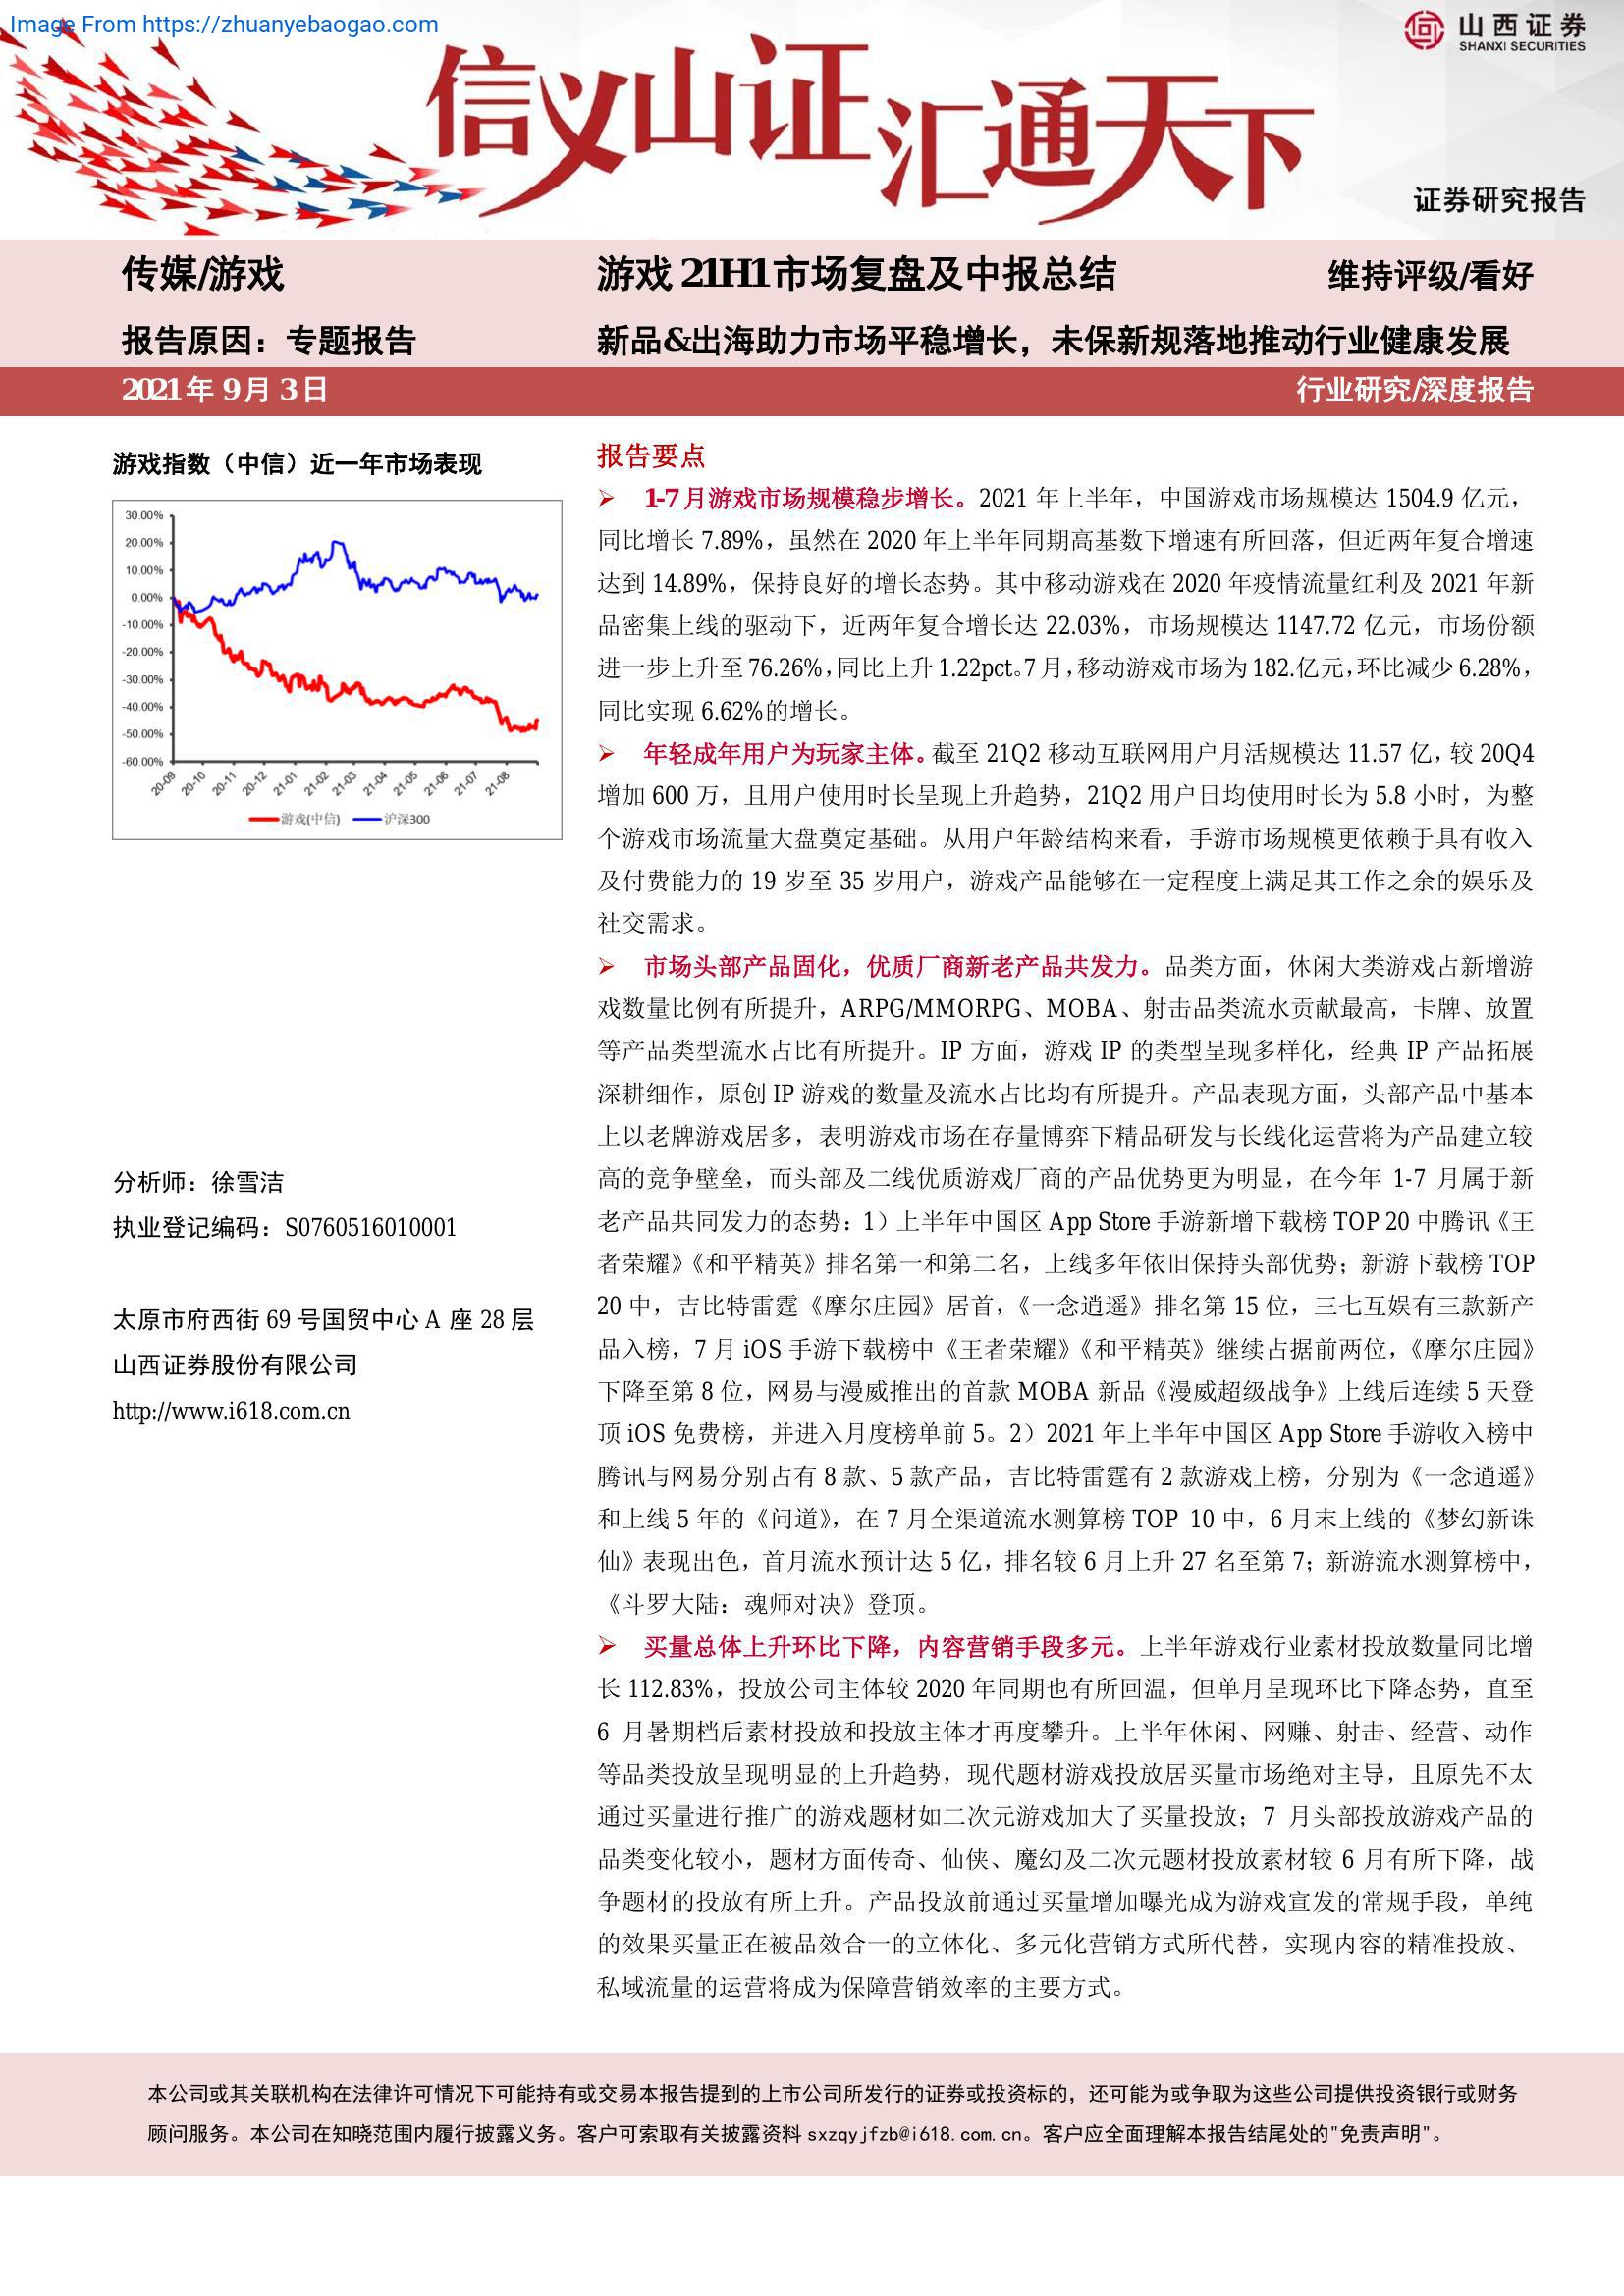 Image From https://zhuanyebaogao.com
山西证券
SHANXI SECURITIES
信义山证汇通天下
证券研究报告
传媒/游戏
游戏 21H1 市场复盘及中报总结
维持评级/看好
报告原因：专题报告
新品&出海助力市场平稳增长，未保新规落地推动行业健康发展
2021 年 9 月 3 日
行业研究/深度报告
游戏指数（中信）近一年市场表现
30.00%
20.00%
10.00%
0.00%
-10.00%
-20.00%
-30.00%
-40.00%
-50.00%
-60.00%
20-09 20-10 20-11 20-12 21-01 21-02 21-03 21-04 21-05 21-06 21-07 21-08
游戏(中信) 沪深300
分析师：徐雪洁
执业登记编码：S0760516010001
太原市府西街 69 号国贸中心 A 座 28 层
山西证券股份有限公司
http://www.i618.com.cn
报告要点
➢ 1-7 月游戏市场规模稳步增长。2021 年上半年，中国游戏市场规模达 1504.9 亿元，
同比增长 7.89%，虽然在 2020 年上半年同期高基数下增速有所回落，但近两年复合增速
达到 14.89%，保持良好的增长态势。其中移动游戏在 2020 年疫情流量红利及 2021 年新
品密集上线的驱动下，近两年复合增长达 22.03%，市场规模达 1147.72 亿元，市场份额
进一步上升至 76.26%，同比上升 1.22pct。7 月，移动游戏市场为 182.亿元，环比减少 6.28%，
同比实现 6.62%的增长。
➢ 年轻成年用户为玩家主体。截至 21Q2 移动互联网用户月活规模达 11.57 亿，较 20Q4
增加 600 万，且用户使用时长呈现上升趋势，21Q2 用户日均使用时长为 5.8 小时，为整
个游戏市场流量大盘奠定基础。从用户年龄结构来看，手游市场规模更依赖于具有收入
及付费能力的 19 岁至 35 岁用户，游戏产品能够在一定程度上满足其工作之余的娱乐及
社交需求。
➢ 市场头部产品固化，优质厂商新老产品共发力。品类方面，休闲大类游戏占新增游
戏数量比例有所提升，ARPG/MMORPG、MOBA、射击品类流水贡献最高，卡牌、放置
等产品类型流水占比有所提升。IP 方面，游戏 IP 的类型呈现多样化，经典 IP 产品拓展
深耕细作，原创 IP 游戏的数量及流水占比均有所提升。产品表现方面，头部产品中基本
上以老牌游戏居多，表明游戏市场在存量博弈下精品研发与长线化运营将为产品建立较
高的竞争壁垒，而头部及二线优质游戏厂商的产品优势更为明显，在今年 1-7 月属于新
老产品共同发力的态势：1）上半年中国区 App Store 手游新增下载榜 TOP 20 中腾讯《王
者荣耀》《和平精英》排名第一和第二名，上线多年依旧保持头部优势；新游下载榜 TOP
20 中，吉比特雷霆《摩尔庄园》居首，《一念逍遥》排名第 15 位，三七互娱有三款新产
品入榜，7 月 iOS 手游下载榜中《王者荣耀》《和平精英》继续占据前两位，《摩尔庄园》
下降至第 8 位，网易与漫威推出的首款 MOBA 新品《漫威超级战争》上线后连续 5 天登
顶 iOS 免费榜，并进入月度榜单前 5。2）2021 年上半年中国区 App Store 手游收入榜中
腾讯与网易分别占有 8 款、5 款产品，吉比特雷霆有 2 款游戏上榜，分别为《一念逍遥》
和上线 5 年的《问道》，在 7 月全渠道流水测算榜 TOP 10 中，6 月末上线的《梦幻新诛
仙》表现出色，首月流水预计达 5 亿，排名较 6 月上升 27 名至第 7；新游流水测算榜中，
《斗罗大陆：魂师对决》登顶。
➢ 买量总体上升环比下降，内容营销手段多元。上半年游戏行业素材投放数量同比增
长 112.83%，投放公司主体较 2020 年同期也有所回温，但单月呈现环比下降态势，直至
6 月暑期档后素材投放和投放主体才再度攀升。上半年休闲、网赚、射击、经营、动作
等品类投放呈现明显的上升趋势，现代题材游戏投放居买量市场绝对主导，且原先不太
通过买量进行推广的游戏题材如二次元游戏加大了买量投放；7 月头部投放游戏产品的
品类变化较小，题材方面传奇、仙侠、魔幻及二次元题材投放素材较 6 月有所下降，战
争题材的投放有所上升。产品投放前通过买量增加曝光成为游戏宣发的常规手段，单纯
的效果买量正在被品效合一的立体化、多元化营销方式所代替，实现内容的精准投放、
私域流量的运营将成为保障营销效率的主要方式。
本公司或其关联机构在法律许可情况下可能持有或交易本报告提到的上市公司所发行的证券或投资标的，还可能为或争取为这些公司提供投资银行或财务
顾问服务。本公司在知晓范围内履行披露义务。客户可索取有关披露资料 sxzqyjfzb@i618.com.cn。客户应全面理解本报告结尾处的"免责声明"。